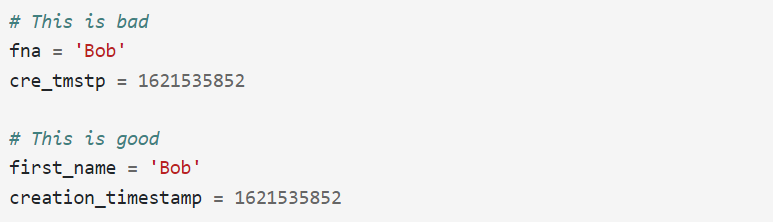 # This is bad
fna = 'Bob'
cre_tmstp = 1621535852
# This is good
first_name = 'Bob'
creation_timestamp = 1621535852